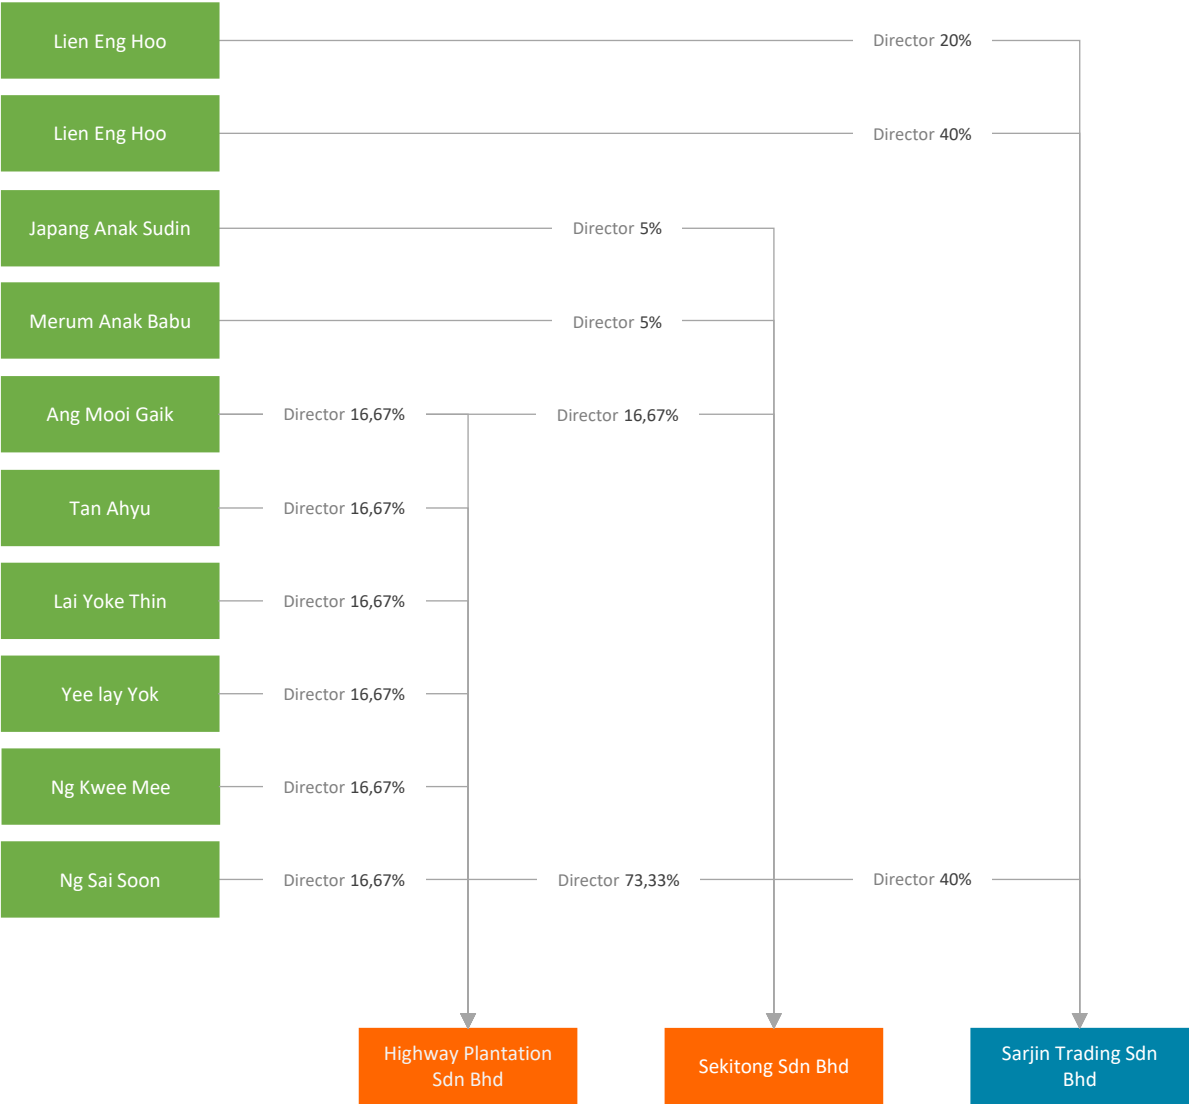 Lien Eng Hoo
Director 20%
Lien Eng Hoo
Director 40%
Japang Anak Sudin
Director 5%
Merum Anak Babu
Director 5%
Ang Mooi Gaik
Director 16,67%
Director 16,67%
Tan Ahyu
Director 16,67%
Lai Yoke Thin
Director 16,67%
Yee lay Yok
Director 16,67%
Ng Kwee Mee
Director 16,67%
Ng Sai Soon
Director 16,67%
Director 73,33%
Director 40%
Highway Plantation
Sdn Bhd
Sekitong Sdn Bhd
Sarjin Trading Sdn
Bhd